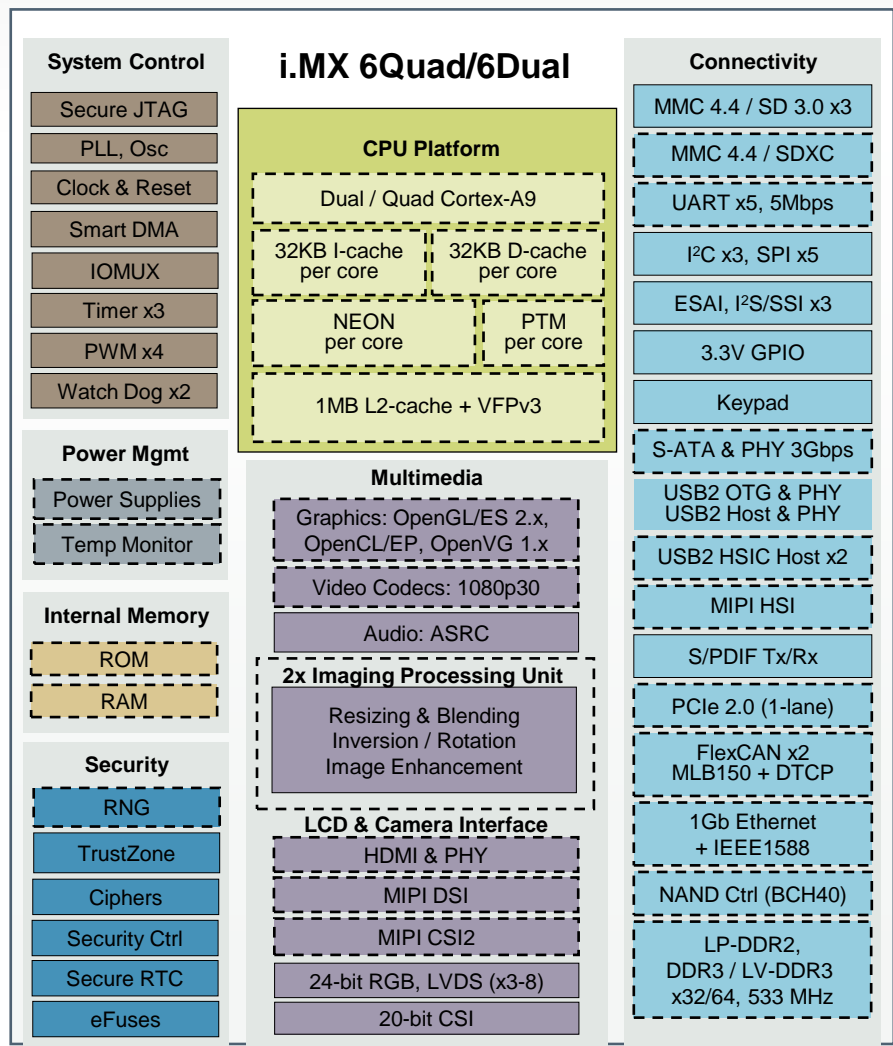 i.MX 6Quad/6Dual
System Control
Secure JTAG
PLL, Osc
Clock & Reset
Smart DMA
IOMUX
Timer x3
PWM x4
Watch Dog x2
Power Mgmt
Power Supplies
Temp Monitor
Internal Memory
ROM
RAM
Security
RNG
TrustZone
Ciphers
Security Ctrl
Secure RTC
eFuses
CPU Platform
Dual / Quad Cortex-A9
32KB I-cache
per core
32KB D-cache
per core
NEON
per core
PTM
per core
1MB L2-cache + VFPv3
Multimedia
Graphics: OpenGL/ES 2.x,
OpenCL/EP, OpenVG 1.x
Video Codecs: 1080p30
Audio: ASRC
2x Imaging Processing Unit
Resizing & Blending
Inversion / Rotation
Image Enhancement
LCD & Camera Interface
HDMI & PHY
MIPI DSI
MIPI CSI2
24-bit RGB, LVDS (x3-8)
20-bit CSI
Connectivity
MMC 4.4 / SD 3.0 x3
MMC 4.4 / SDXC
UART x5, 5Mbps
I²C x3, SPI x5
ESAI, I²S/SSI x3
3.3V GPIO
Keypad
S-ATA & PHY 3Gbps
USB2 OTG & PHY
USB2 Host & PHY
USB2 HSIC Host x2
MIPI HSI
S/PDIF Tx/Rx
PCIe 2.0 (1-lane)
FlexCAN x2
MLB150 + DTCP
1Gb Ethernet
+ IEEE1588
NAND Ctrl (BCH40)
LP-DDR2,
DDR3 / LV-DDR3
x32/64, 533 MHz